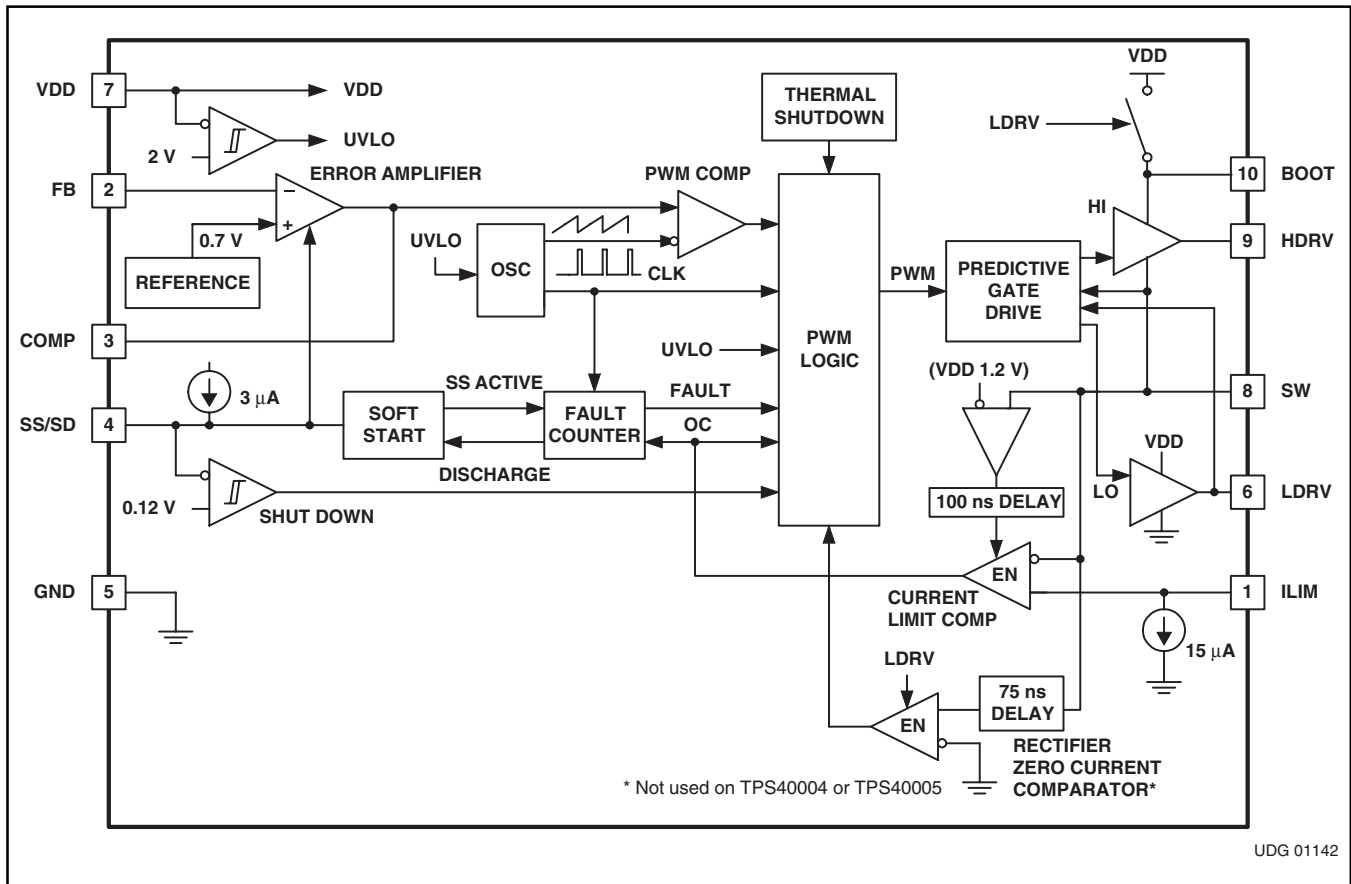 VDD 7
VDD
UVLO
2 V
FB 2
ERROR AMPLIFIER
−
+
0.7 V
REFERENCE
COMP 3
3 μA
SS/SD 4
0.12 V
SHUT DOWN
GND 5
UVLO
OSC
CLK
PWM COMP
THERMAL
SHUTDOWN
PWM
LOGIC
UVLO
SS ACTIVE
SOFT
START
FAULT
COUNTER
FAULT
OC
DISCHARGE
PWM
PREDICTIVE
GATE
DRIVE
VDD
LDRV
10 BOOT
HI
9 HDRV
(VDD 1.2 V)
8 SW
VDD
LO
6 LDRV
100 ns DELAY
EN
CURRENT
LIMIT COMP
1 ILIM
15 μA
LDRV
EN
75 ns
DELAY
RECTIFIER
ZERO CURRENT
COMPARATOR*
* Not used on TPS40004 or TPS40005
UDG 01142